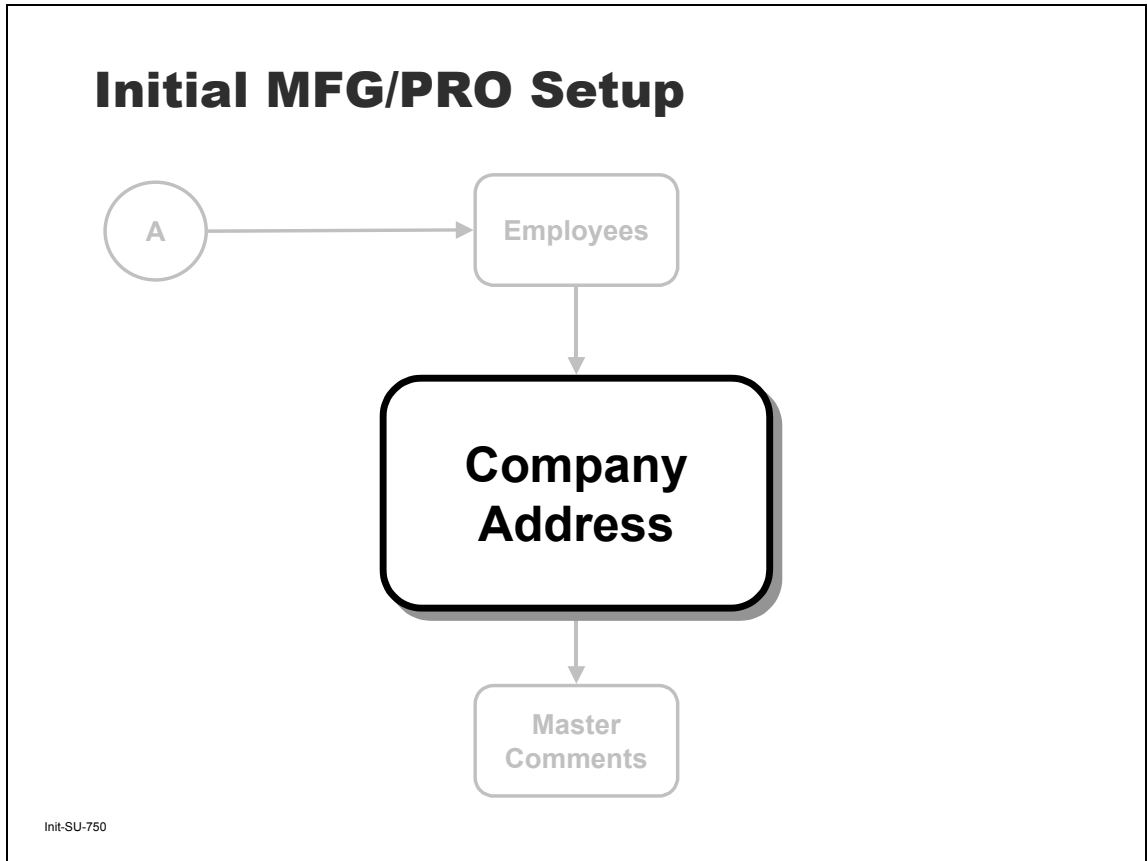 Initial MFG/PRO Setup
A
Employees
Company
Address
Master
Comments
Init-SU-750